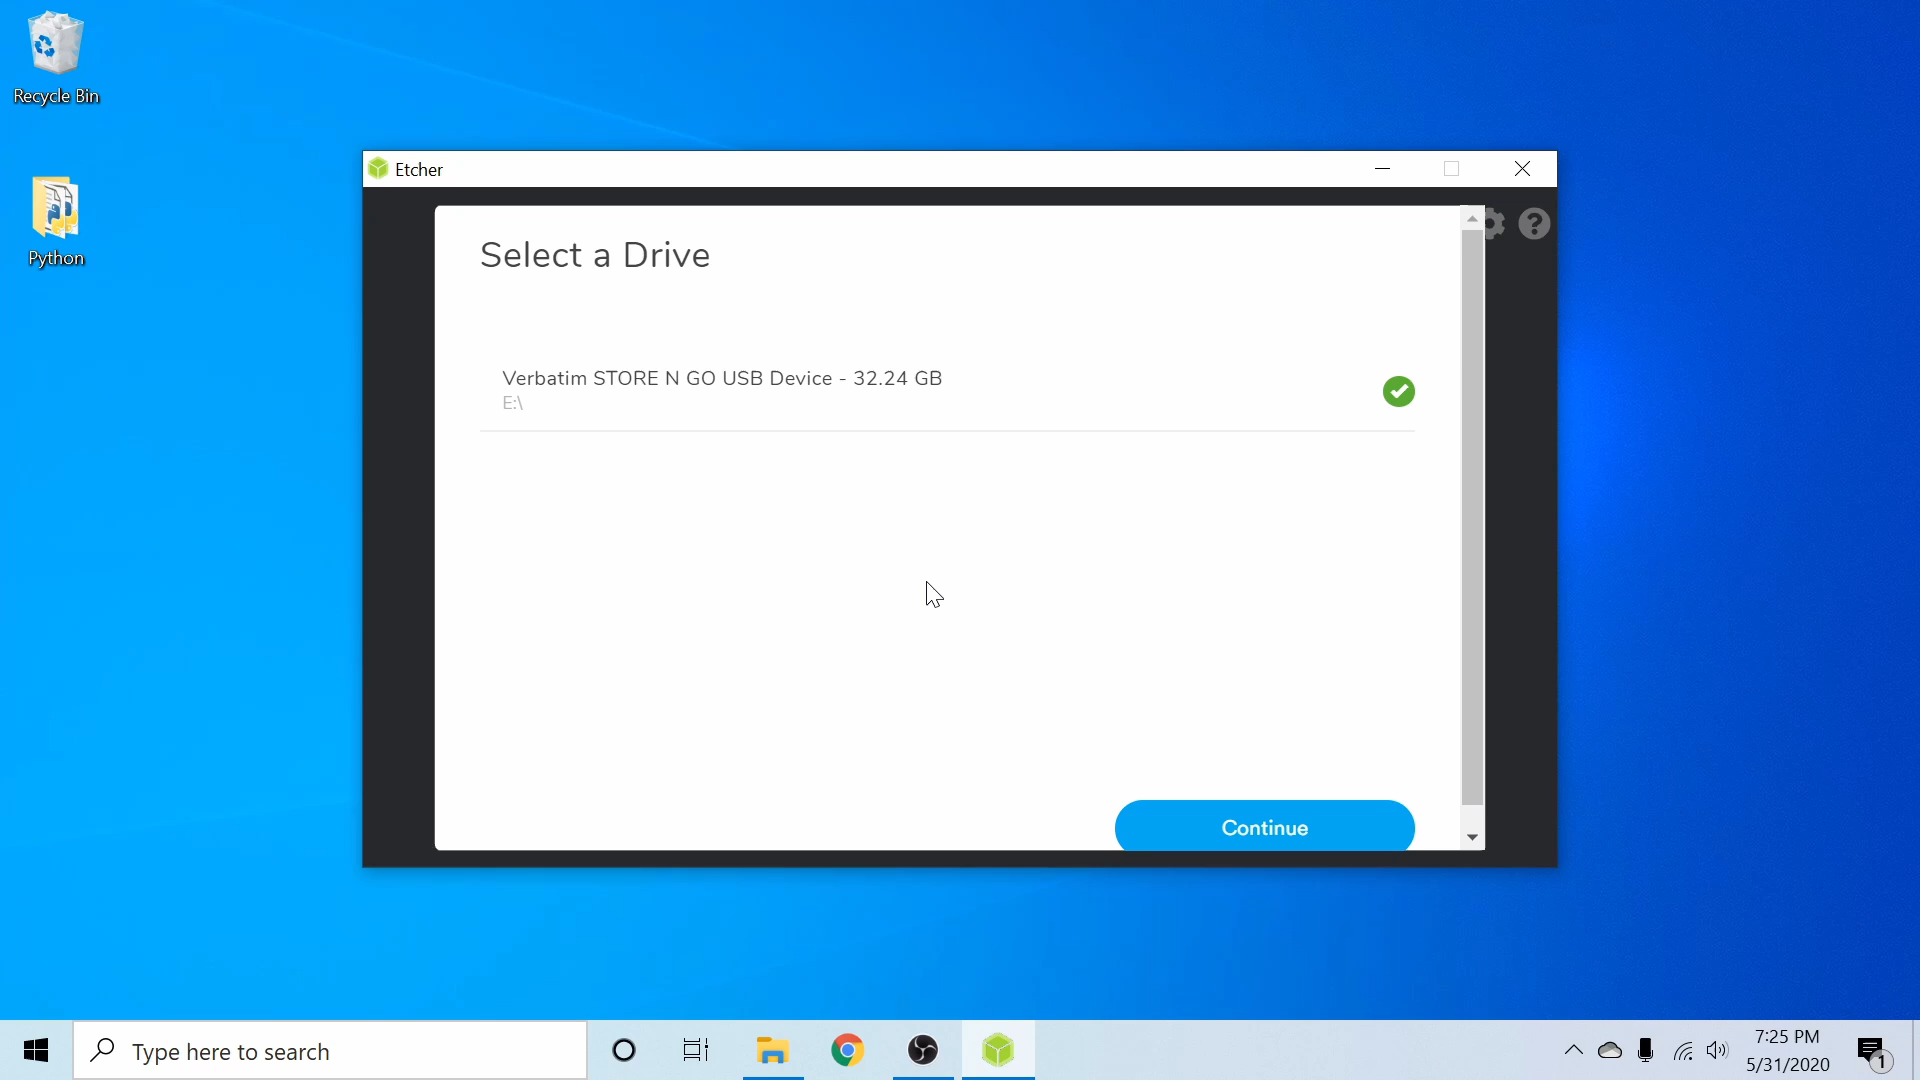 Recycle Bin
Python
Etcher
Select a Drive
Verbatim STORE N GO USB Device - 32.24 GB
E:\
Continue
Type here to search
7:25 PM
5/31/2020
1